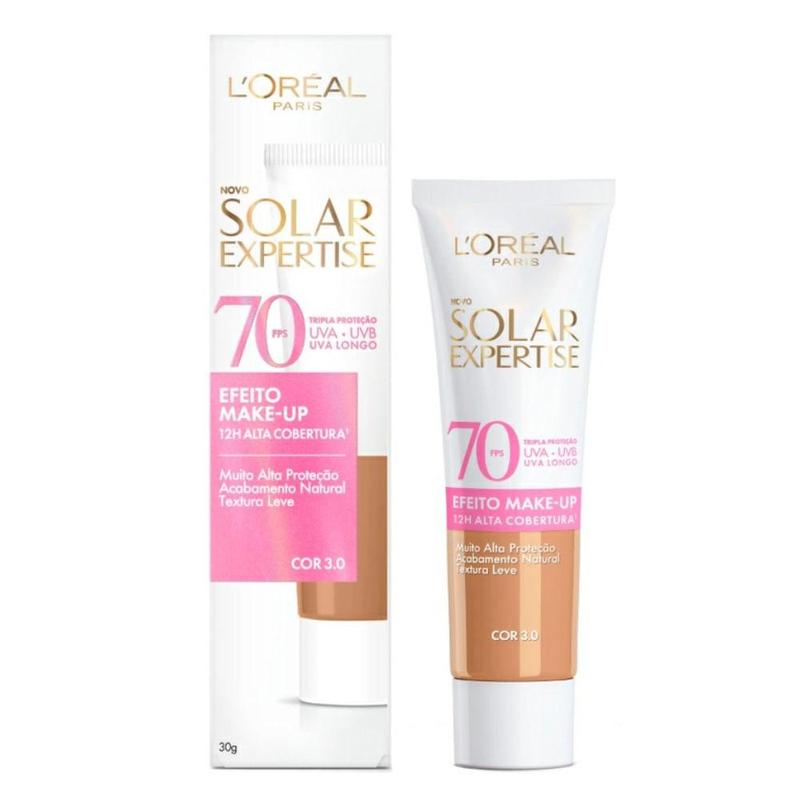 L'ORÉAL
PARIS
NOVO
SOLAR
EXPERTISE
70
FPS
TRIPLA PROTEÇÃO
UVA • UVB
UVA LONGO
EFEITO
MAKE-UP
12H ALTA COBERTURA¹
Muito Alta Proteção
Acabamento Natural
Textura Leve
COR 3.0
30g
L'ORÉAL
PARIS
NOVO
SOLAR
EXPERTISE
70
FPS
TRIPLA PROTEÇÃO
UVA • UVB
UVA LONGO
EFEITO MAKE-UP
12H ALTA COBERTURA¹
Muito Alta Proteção
Acabamento Natural
Textura Leve
COR 3.0